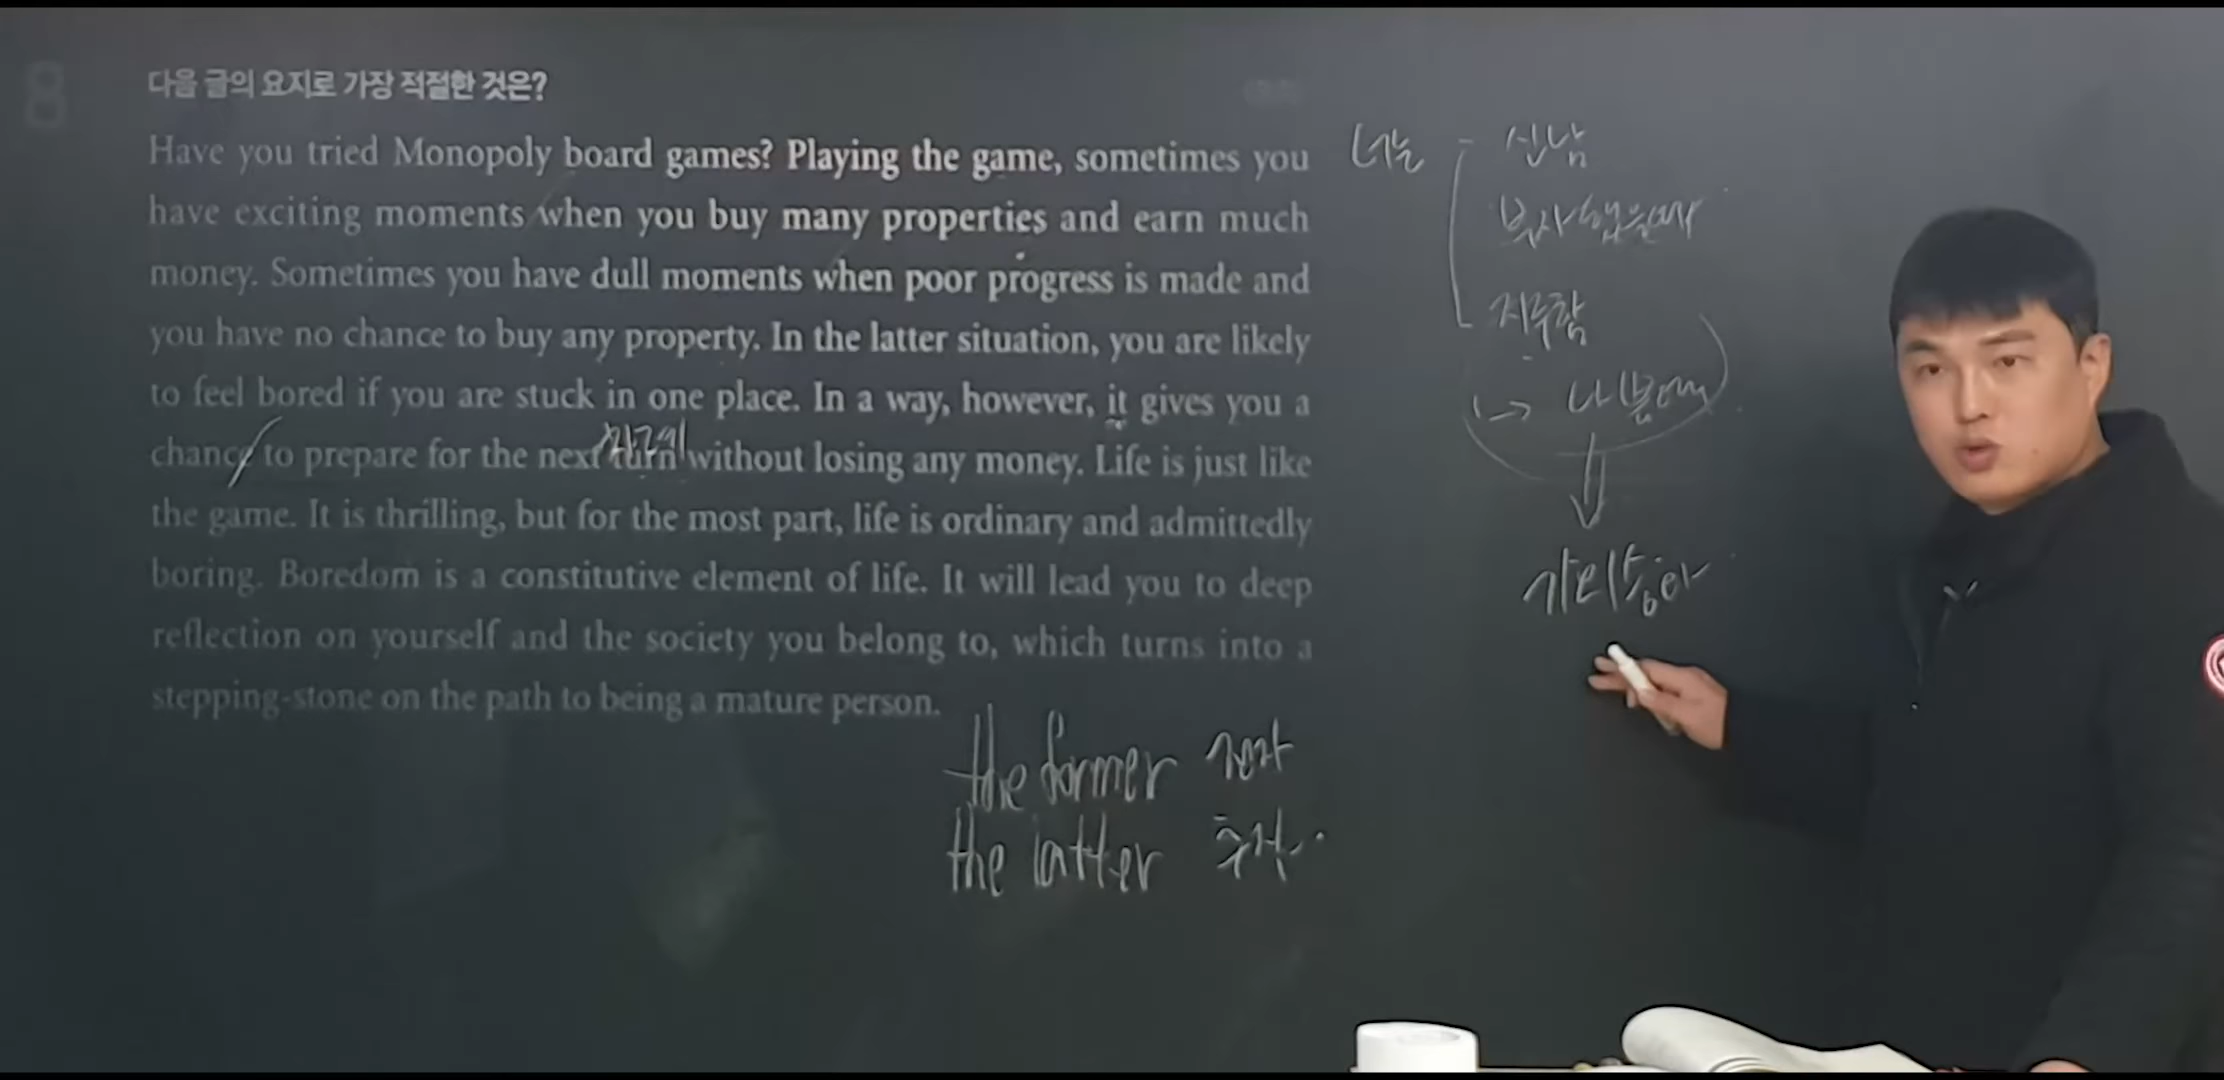 8
다음 글의 요지로 가장 적절한 것은?
Have you tried Monopoly board games? Playing the game, sometimes you
have exciting moments when you buy many properties and earn much
money. Sometimes you have dull moments when poor progress is made and
you have no chance to buy any property. In the latter situation, you are likely
to feel bored if you are stuck in one place. In a way, however, it gives you a
chance to prepare for the next turn without losing any money. Life is just like
the game. It is thrilling, but for the most part, life is ordinary and admittedly
boring. Boredom is a constitutive element of life. It will lead you to deep
reflection on yourself and the society you belong to, which turns into a
stepping-stone on the path to being a mature person.
the former 전자
the latter 후자
신남
지루함